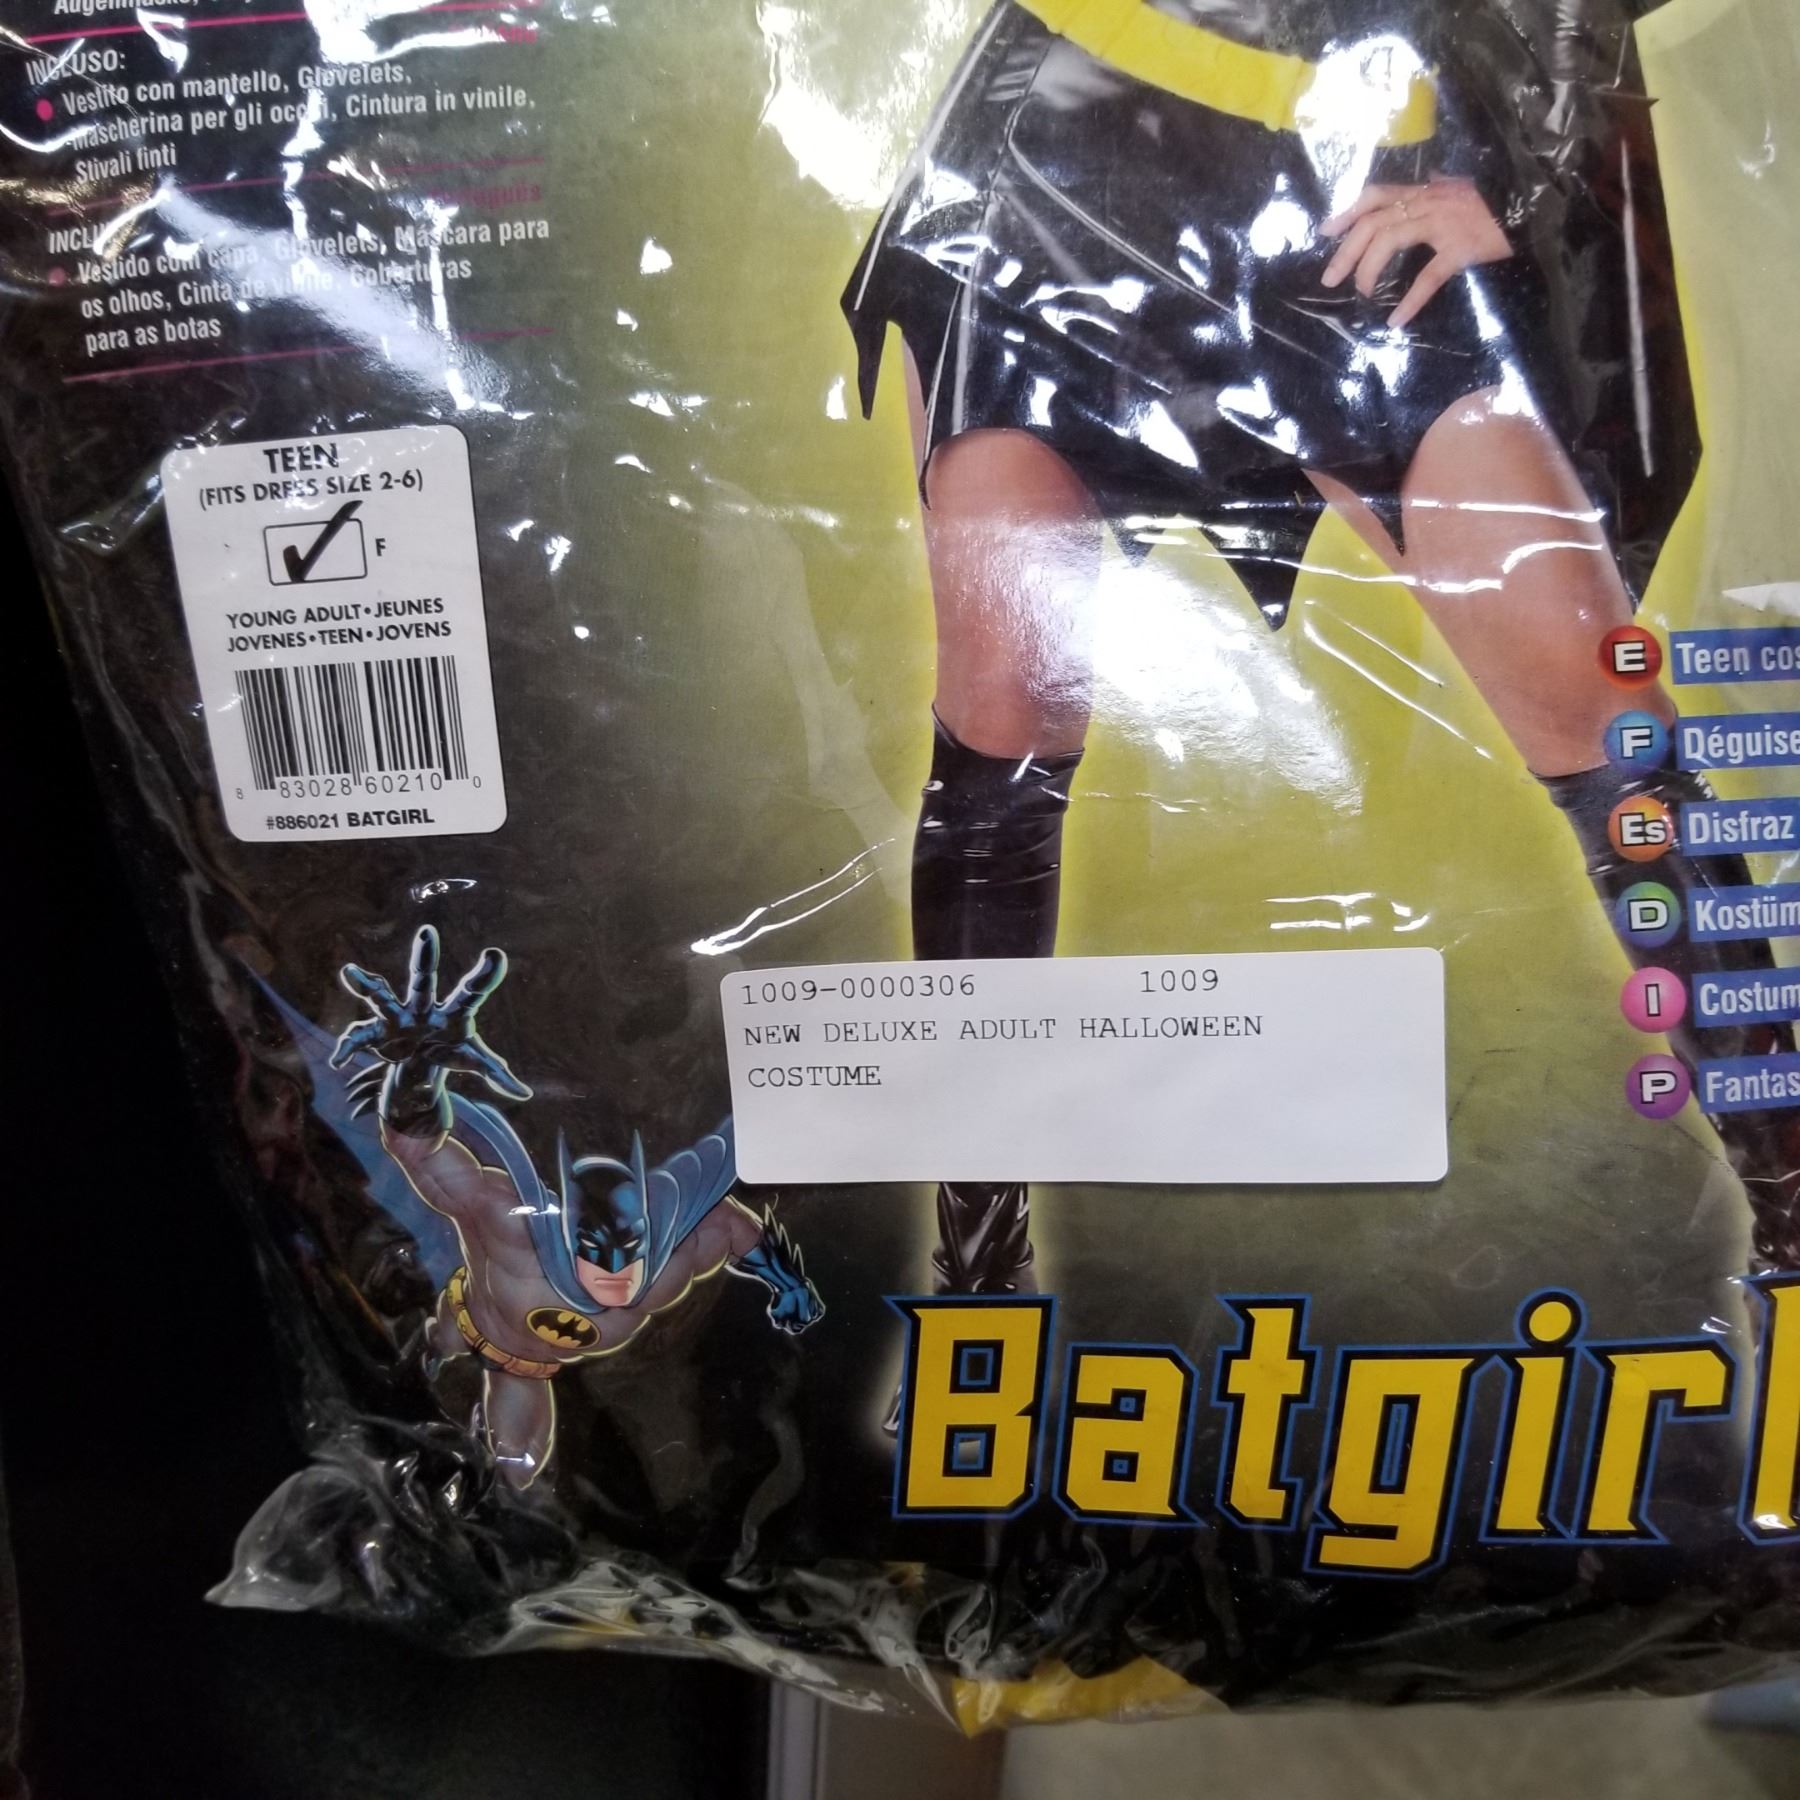 INCLUSO:
Vestito con mantello, Glovelets,
Mascherina per gli occhi, Cintura in vinile,
Stivali finti
Vestido com capa, Glovelets, Máscara para
os olhos, Cinta de vinile, Coberturas
para as botas
TEEN
(FITS DRESS SIZE 2-6)
F
YOUNG ADULT•JEUNES
JOVENES•TEEN•JOVENS
8 83028 60210 0
#886021 BATGIRL
E Teen cos
F Déguise
Es Disfraz
D Kostüm
I Costum
P Fantas
1009-0000306 1009
NEW DELUXE ADULT HALLOWEEN
COSTUME
Batgirl